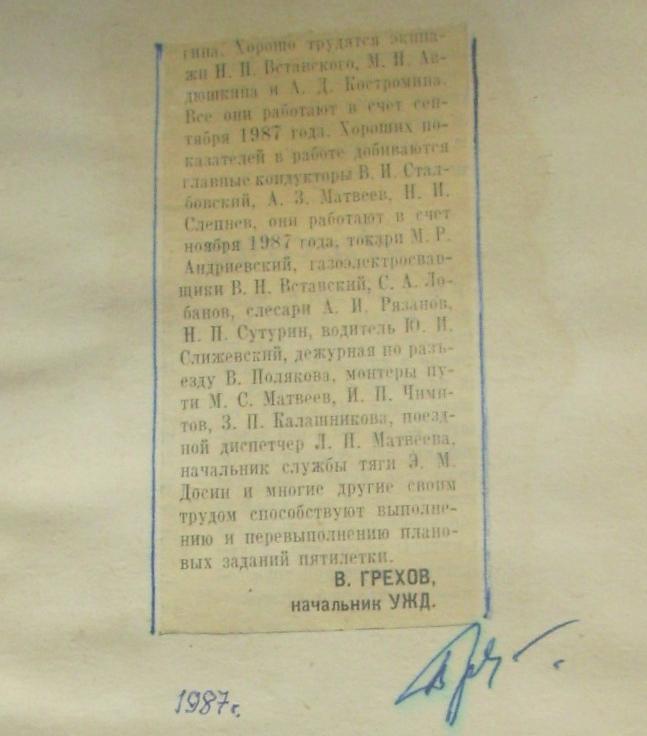 гина. Хорошо трудятся экипа-
жи Н. Н. Вставского, М. Н. Ав-
дюшкина и А. Д. Костромина.
Все они работают в счет сен-
тября 1987 года. Хороших по-
казателей в работе добиваются
главные кондукторы В. И. Стал-
бовский, А. З. Матвеев, Н. И.
Слепнев, они работают в счет
ноября 1987 года, токари М. Р.
Андриевский, газоэлектросвар-
щики В. Н. Вставский, С. А. Ло-
банов, слесари А. И. Рязанов,
Н. П. Сутурин, водитель Ю. И.
Слижевский, дежурная по разъ-
езду В. Полякова, монтеры пу-
ти М. С. Матвеев, И. П. Чими-
тов, З. П. Калашникова, поезд-
ной диспетчер Л. П. Матвеева,
начальник службы тяги Э. М.
Досин и многие другие своим
трудом способствуют выполне-
нию и перевыполнению плано-
вых заданий пятилетки.
В. ГРЕХОВ,
начальник УЖД.
1987г.